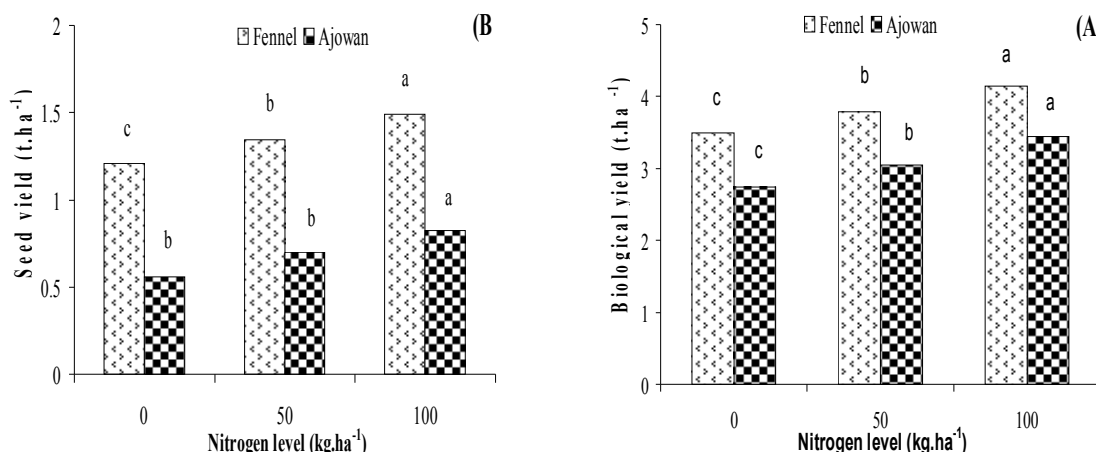 (B
Seed yield (t.ha⁻¹)
2
1.5
1
0.5
0
Fennel Ajowan
c
b
b
b
a
a
0 50 100
Nitrogen level (kg.ha⁻¹)
(A
Biological yield (t.ha ⁻¹)
5
4
3
2
1
0
Fennel Ajowan
c
c
b
b
a
a
0 50 100
Nitrogen level (kg.ha⁻¹)